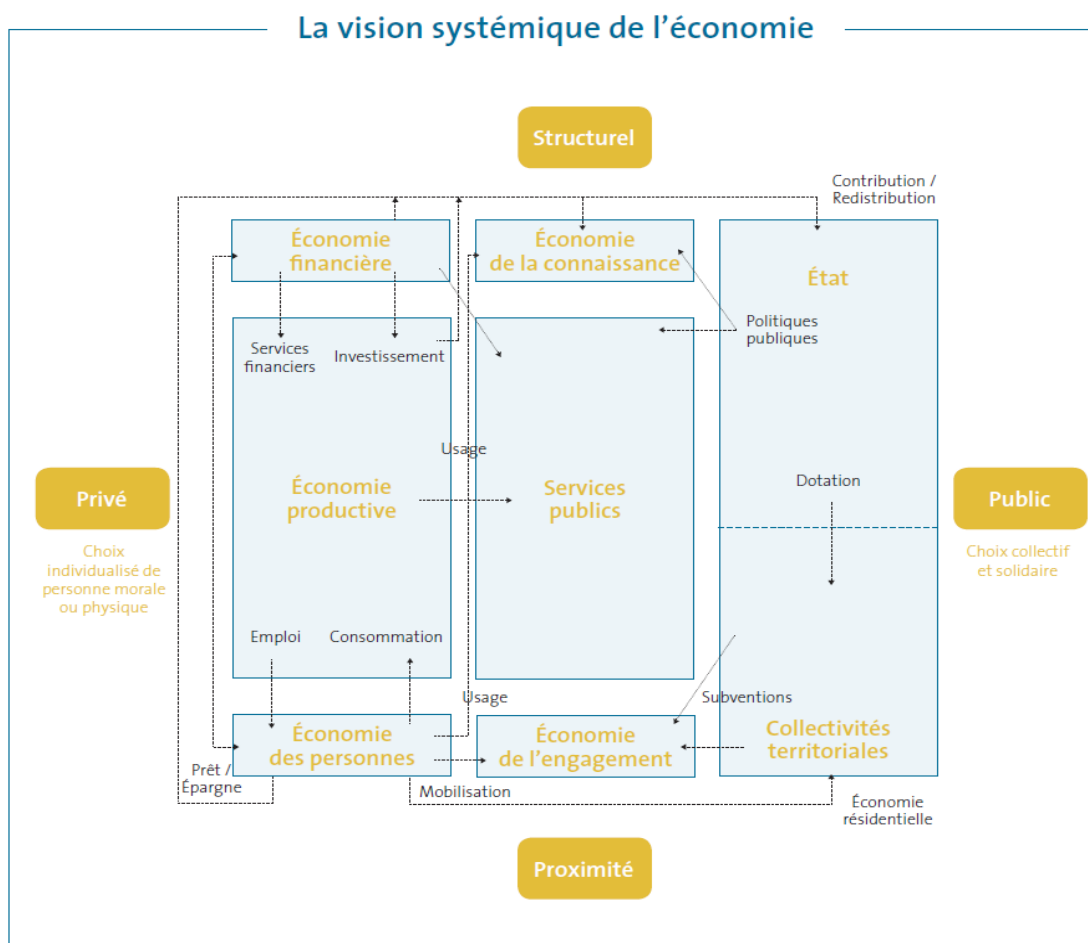 La vision systémique de l'économie
Structurel
Contribution /
Redistribution
Économie
financière
Économie
de la connaissance
État
Services
financiers
Investissement
Politiques
publiques
Usage
Privé
Choix
individualisé de
personne morale
ou physique
Économie
productive
Services
publics
Dotation
Public
Choix collectif
et solidaire
Emploi
Consommation
Usage
Subventions
Économie
des personnes
Économie
de l'engagement
Collectivités
territoriales
Prêt /
Épargne
Mobilisation
Économie
résidentielle
Proximité